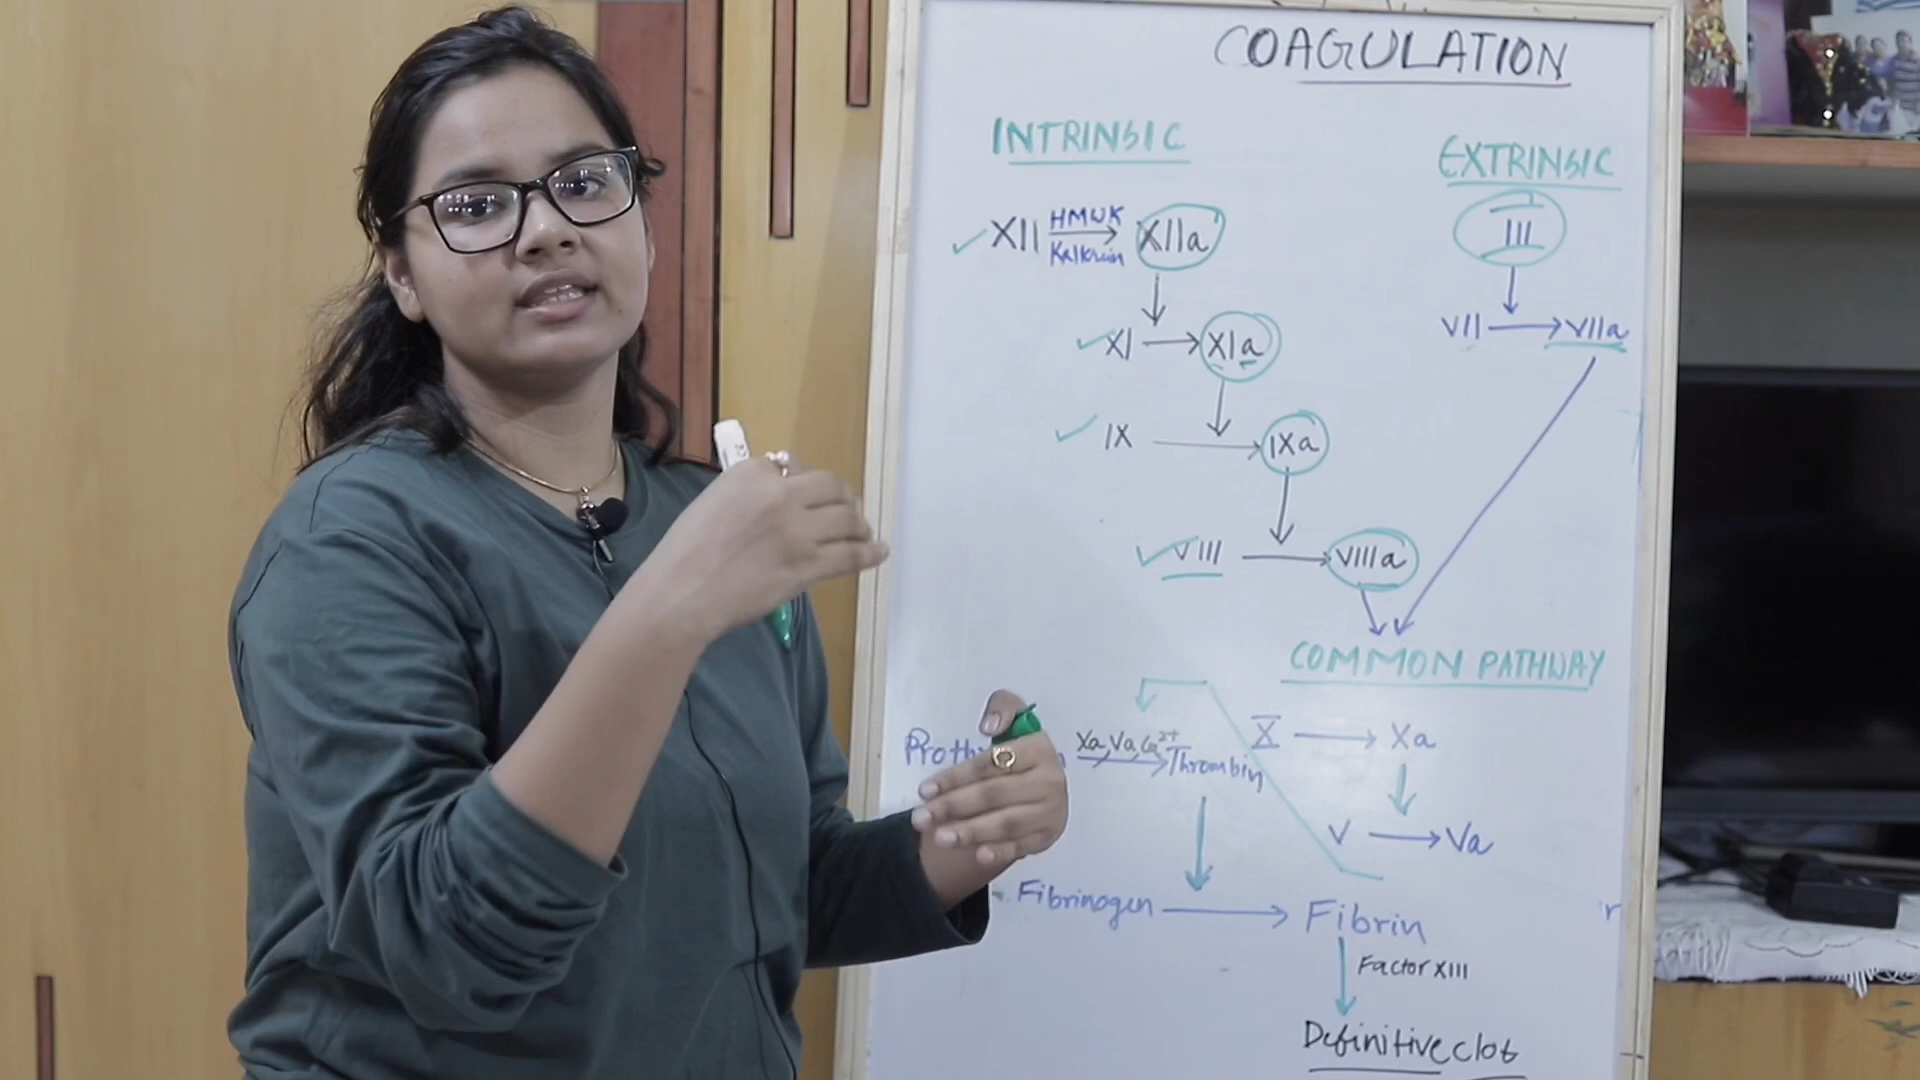 COAGULATION
INTRINSIC
EXTRINSIC
XII HMWK Kallkrein XIIa
III
XI → XIa
VII → VIIa
IX → IXa
VIII → VIIIa
COMMON PATHWAY
X → Xa
Xa, Va, Ca2+
Thrombin
V → Va
Fibrinogen → Fibrin
Factor XIII
Definitive clot